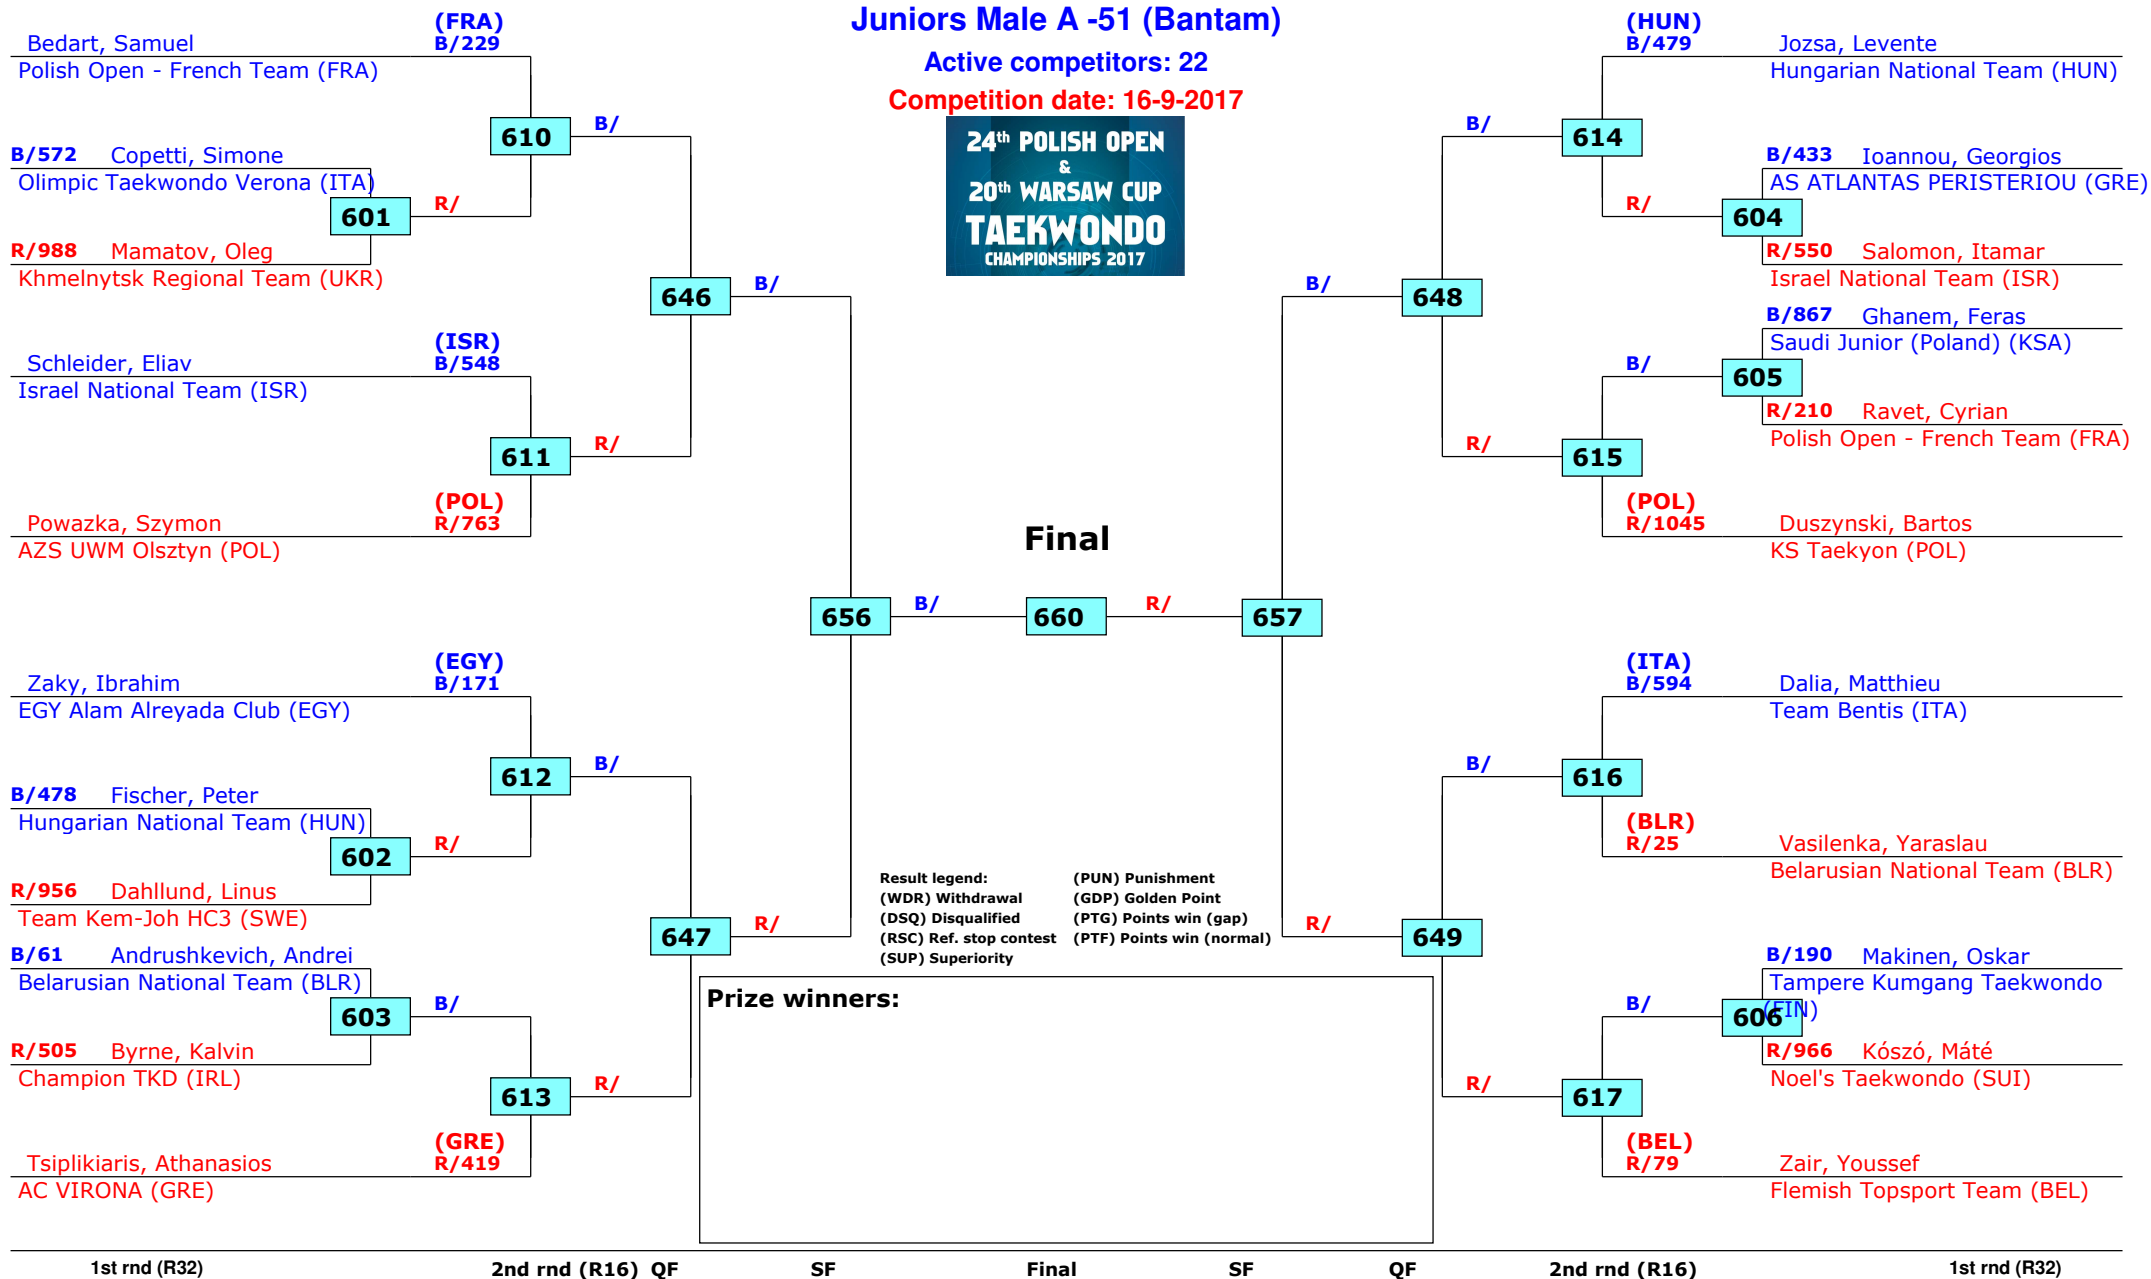 Juniors Male A -51 (Bantam)
Active competitors: 22
Competition date: 16-9-2017
24th POLISH OPEN
&
20th WARSAW CUP
TAEKWONDO
CHAMPIONSHIPS 2017
(FRA)
Bedart, Samuel B/229
Polish Open - French Team (FRA)
610
B/
B/572 Copetti, Simone
Olimpic Taekwondo Verona (ITA)
601
R/
R/988 Mamatov, Oleg
Khmelnytsk Regional Team (UKR)
646
B/
(ISR)
Schleider, Eliav B/548
Israel National Team (ISR)
611
R/
(POL)
Powazka, Szymon R/763
AZS UWM Olsztyn (POL)
656
B/
(EGY)
Zaky, Ibrahim B/171
EGY Alam Alreyada Club (EGY)
612
B/
B/478 Fischer, Peter
Hungarian National Team (HUN)
602
R/
R/956 Dahllund, Linus
Team Kem-Joh HC3 (SWE)
647
R/
B/61 Andrushkevich, Andrei
Belarusian National Team (BLR)
603
B/
R/505 Byrne, Kalvin
Champion TKD (IRL)
613
R/
(GRE)
Tsiplikiaris, Athanasios R/419
AC VIRONA (GRE)
Final
660
(HUN)
B/479 Jozsa, Levente
Hungarian National Team (HUN)
B/
614
B/433 Ioannou, Georgios
AS ATLANTAS PERISTERIOU (GRE)
R/
604
R/550 Salomon, Itamar
Israel National Team (ISR)
B/
648
B/867 Ghanem, Feras
Saudi Junior (Poland) (KSA)
B/
605
R/210 Ravet, Cyrian
Polish Open - French Team (FRA)
R/
615
(POL)
R/1045 Duszynski, Bartos
KS Taekyon (POL)
R/
657
(ITA)
B/594 Dalia, Matthieu
Team Bentis (ITA)
B/
616
(BLR)
R/25 Vasilenka, Yaraslau
Belarusian National Team (BLR)
R/
649
B/190 Makinen, Oskar
Tampere Kumgang Taekwondo
(FIN)
B/
606
R/966 Kószó, Máté
Noel's Taekwondo (SUI)
R/
617
(BEL)
R/79 Zair, Youssef
Flemish Topsport Team (BEL)
Result legend: (PUN) Punishment
(WDR) Withdrawal (GDP) Golden Point
(DSQ) Disqualified (PTG) Points win (gap)
(RSC) Ref. stop contest (PTF) Points win (normal)
(SUP) Superiority
Prize winners:
1st rnd (R32) 2nd rnd (R16) QF SF Final SF QF 2nd rnd (R16) 1st rnd (R32)